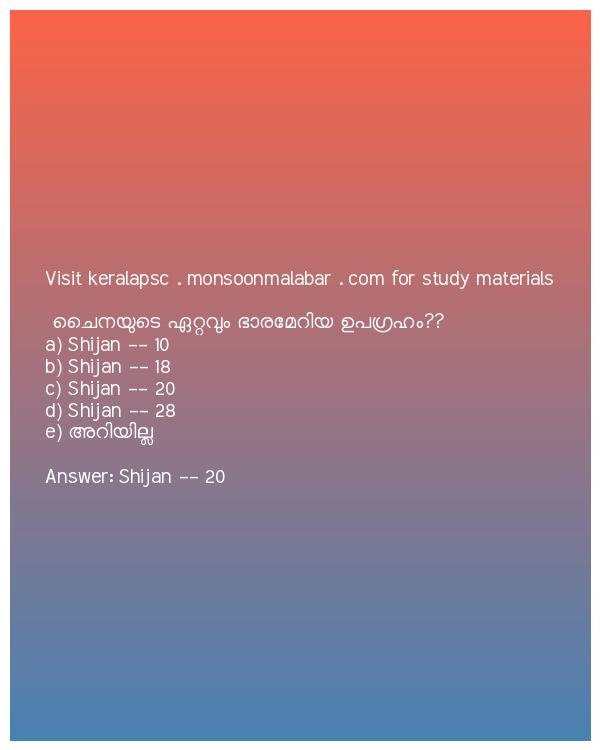 Visit keralapsc . monsoonmalabar . com for study materials
ചൈനയുടെ ഏറ്റവും ഭാരമേറിയ ഉപഗ്രഹം??
a) Shijan -- 10
b) Shijan -- 18
c) Shijan -- 20
d) Shijan -- 28
e) അറിയില്ല
Answer: Shijan -- 20